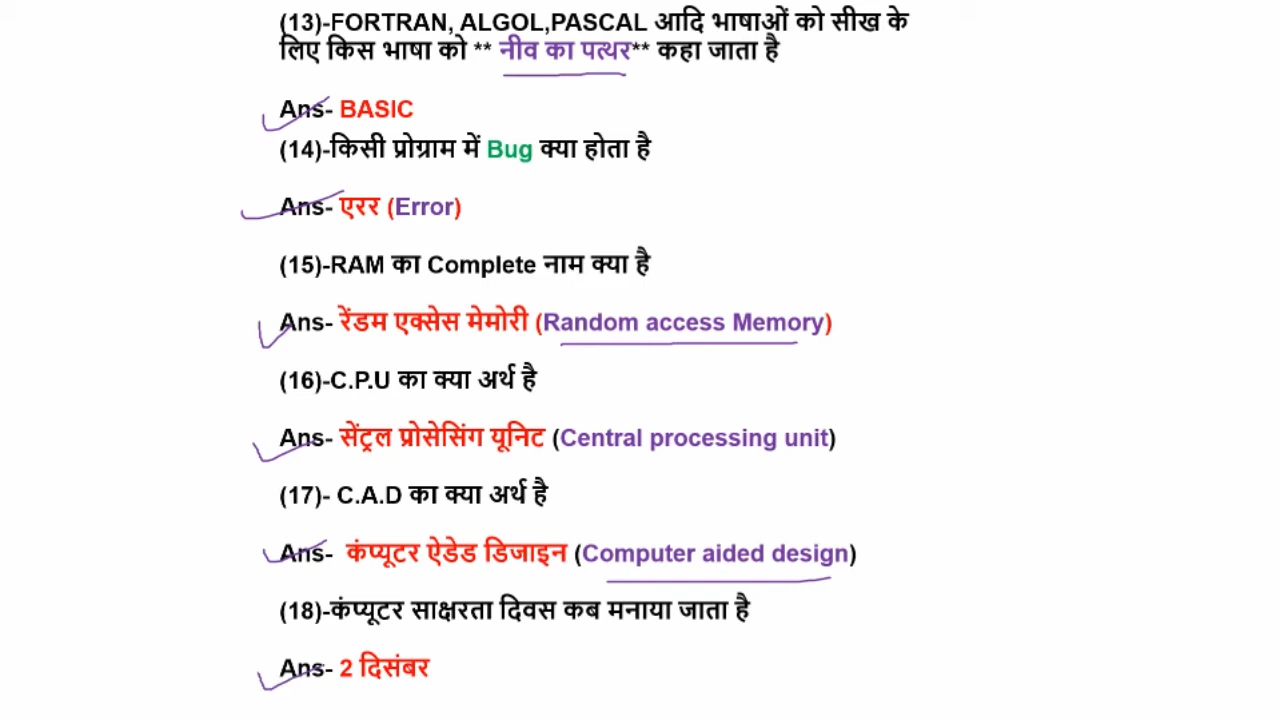 (13)-FORTRAN, ALGOL,PASCAL आदि भाषाओं को सीख के
लिए किस भाषा को ** नीव का पत्थर** कहा जाता है
Ans- BASIC
(14)-किसी प्रोग्राम में Bug क्या होता है
Ans- एरर (Error)
(15)-RAM का Complete नाम क्या है
Ans- रेंडम एक्सेस मेमोरी (Random access Memory)
(16)-C.P.U का क्या अर्थ है
Ans- सेंट्रल प्रोसेसिंग यूनिट (Central processing unit)
(17)- C.A.D का क्या अर्थ है
Ans- कंप्यूटर ऐडेड डिजाइन (Computer aided design)
(18)-कंप्यूटर साक्षरता दिवस कब मनाया जाता है
Ans- 2 दिसंबर